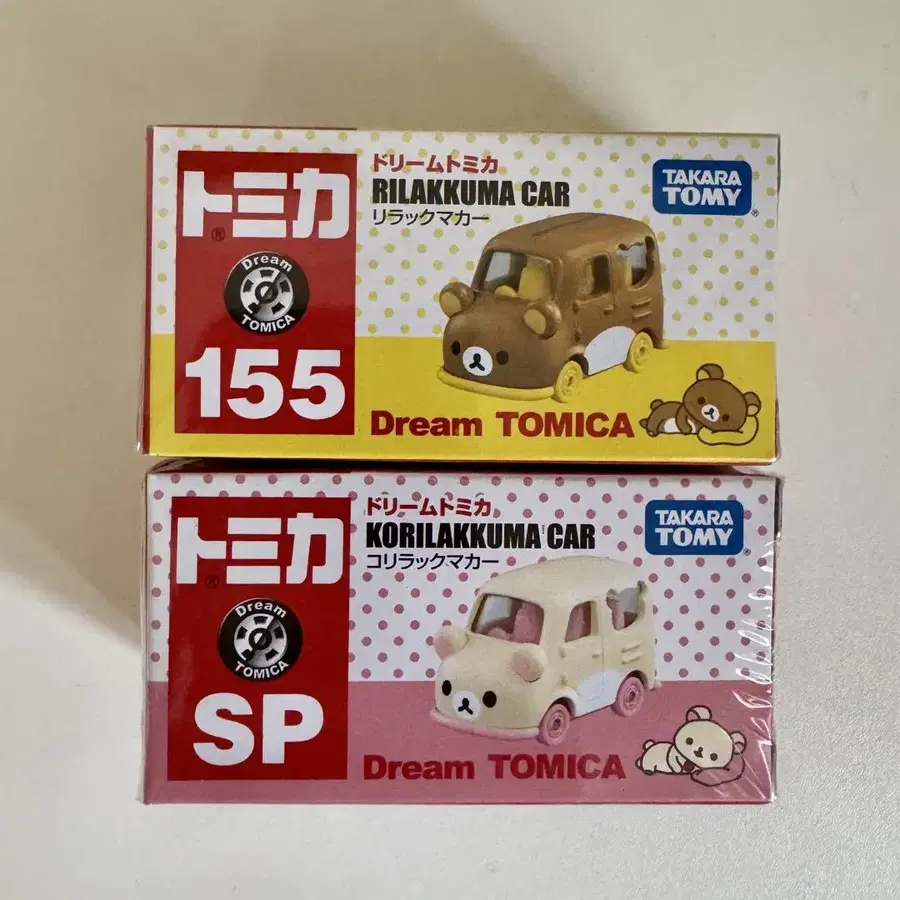 トミカ
®
Dream
TOMICA
155
ドリームトミカ
RILAKKUMA CAR
リラックマカー
TAKARA
TOMY
®
Dream TOMICA
トミカ
®
Dream
TOMICA
SP
ドリームトミカ
KORILAKKUMA CAR
コリラックマカー
TAKARA
TOMY
®
Dream TOMICA